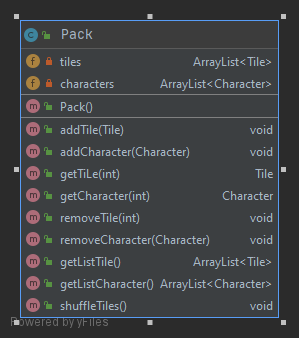 C Pack
f tiles ArrayList<Tile>
f characters ArrayList<Character>
m Pack()
m addTile(Tile) void
m addCharacter(Character) void
m getTiLe(int) Tile
m getCharacter(int) Character
m removeTile(int) void
m removeCharacter(Character) void
m getListTile() ArrayList<Tile>
m getListCharacter() ArrayList<Character>
m shuffleTiles() void
Powered by yFiles